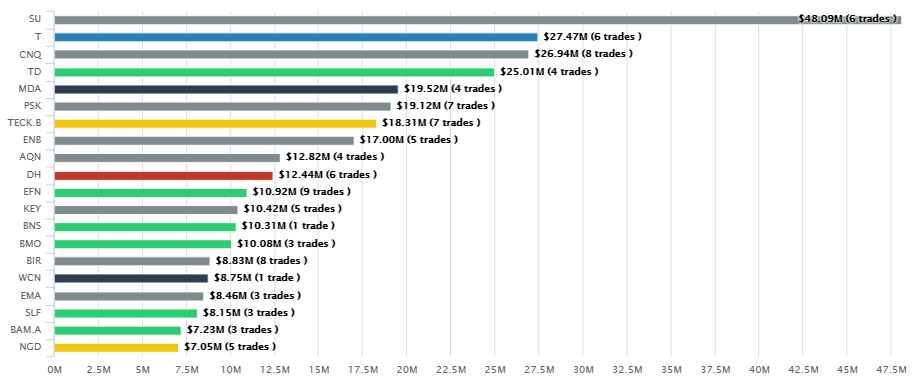 SU $48.09M (6 trades )
T $27.47M (6 trades )
CNQ $26.94M (8 trades )
TD $25.01M (4 trades )
MDA $19.52M (4 trades )
PSK $19.12M (7 trades )
TECK.B $18.31M (7 trades )
ENB $17.00M (5 trades )
AQN $12.82M (4 trades )
DH $12.44M (6 trades )
EFN $10.92M (9 trades )
KEY $10.42M (5 trades )
BNS $10.31M (1 trade )
BMO $10.08M (3 trades )
BIR $8.83M (8 trades )
WCN $8.75M (1 trade )
EMA $8.46M (3 trades )
SLF $8.15M (3 trades )
BAM.A $7.23M (3 trades )
NGD $7.05M (5 trades )
0M 2.5M 5M 7.5M 10M 12.5M 15M 17.5M 20M 22.5M 25M 27.5M 30M 32.5M 35M 37.5M 40M 42.5M 45M 47.5M